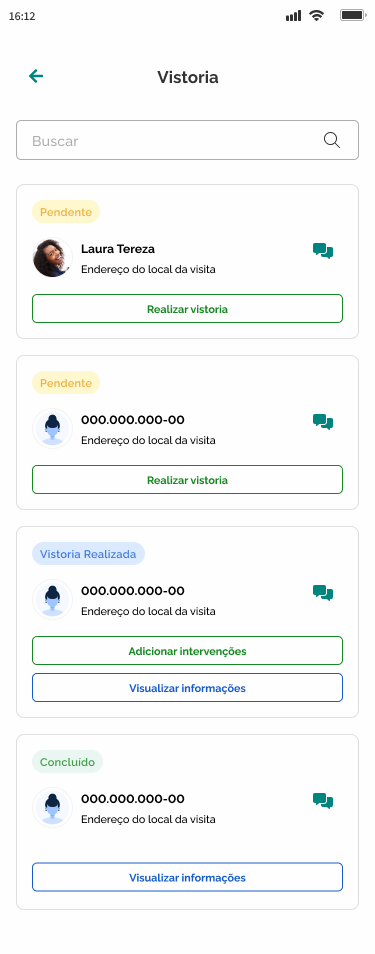 16:12
Vistoria
Buscar
Pendente
Laura Tereza
Endereço do local da visita
Realizar vistoria
Pendente
000.000.000-00
Endereço do local da visita
Realizar vistoria
Vistoria Realizada
000.000.000-00
Endereço do local da visita
Adicionar intervenções
Visualizar informações
Concluído
000.000.000-00
Endereço do local da visita
Visualizar informações